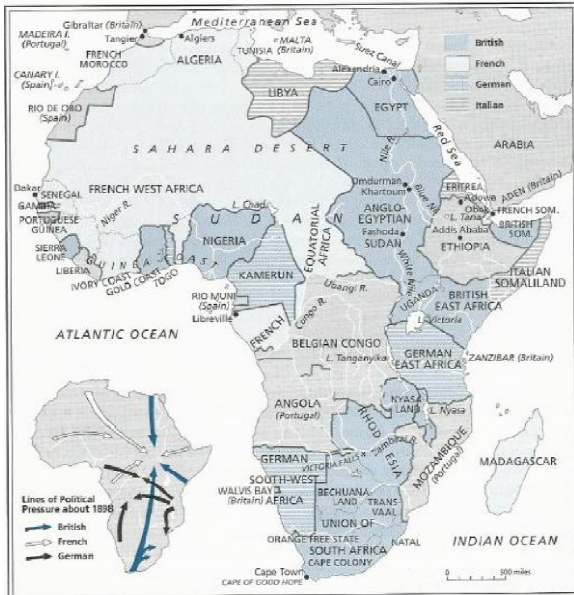 Mediterranean Sea
Gibraltar (Britain)
MADEIRA I.
(Portugal)
Tangier
Algiers
MALTA
(Britain)
TUNISIA
FRENCH
MOROCCO
ALGERIA
CANARY I.
(Spain)
RIO DE ORO
(Spain)
LIBYA
Alexandria
Suez Canal
Cairo
EGYPT
British
French
German
Italian
ARABIA
Red Sea
Nile R.
SAHARA DESERT
Dakar
SENEGAL
GAMBIA
PORTUGUESE
GUINEA
FRENCH WEST AFRICA
Niger R.
L. Chad
SUDAN
Omdurman
Khartoum
Blue Nile
ERITREA
Adowa
ADEN (Britain)
Obok
L. Tana
FRENCH SOM.
BRITISH
SOM.
ANGLO-
EGYPTIAN
SUDAN
Fashoda
Addis Ababa
ETHIOPIA
White Nile
SIERRA
LEONE
LIBERIA
GUINEA COAST
IVORY COAST
GOLD COAST
TOGO
NIGERIA
KAMERUN
EQUATORIAL
AFRICA
FRENCH
RIO MUNI
(Spain)
Libreville
Ubangi R.
Congo R.
UGANDA
BRITISH
EAST AFRICA
ITALIAN
SOMALILAND
L. Victoria
BELGIAN CONGO
L. Tanganyika
GERMAN
EAST AFRICA
ZANZIBAR (Britain)
ATLANTIC OCEAN
ANGOLA
(Portugal)
NYASA
LAND
L. Nyasa
RHODESIA
Zambezi R.
VICTORIA FALLS
MOZAMBIQUE
(Portugal)
MADAGASCAR
GERMAN
SOUTH-WEST
AFRICA
WALVIS BAY
(Britain)
BECHUANA-
LAND
TRANS-
VAAL
UNION OF
SOUTH AFRICA
ORANGE FREE STATE
NATAL
CAPE COLONY
Cape Town
CAPE OF GOOD HOPE
INDIAN OCEAN
0
500 miles
Lines of Political
Pressure about 1898
British
French
German